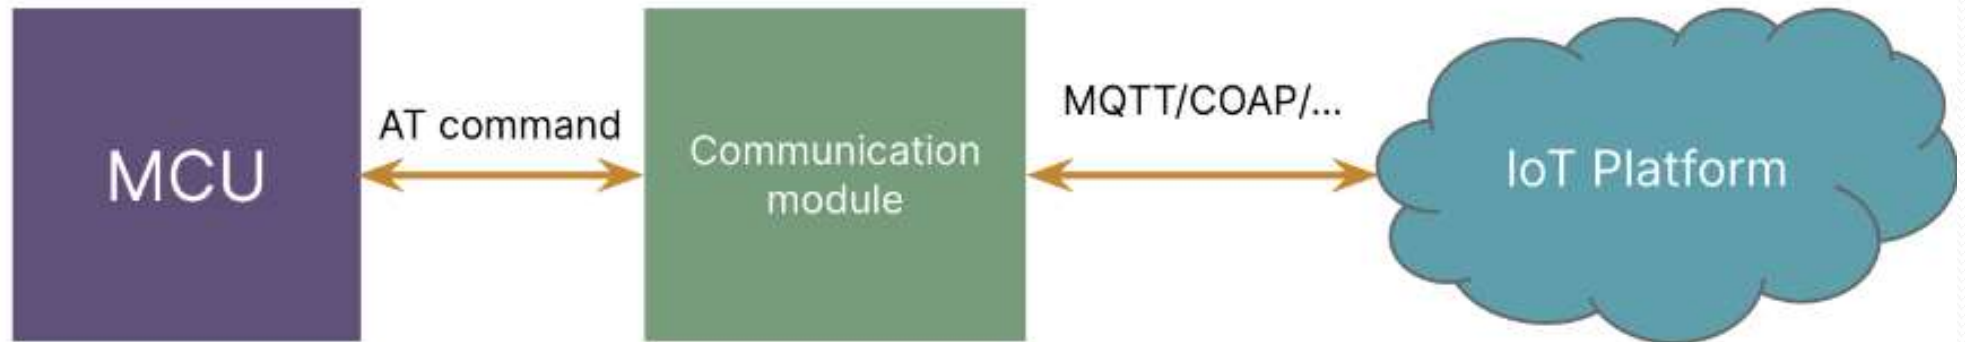 MCU
AT command
Communication
module
MQTT/COAP/...
IoT Platform